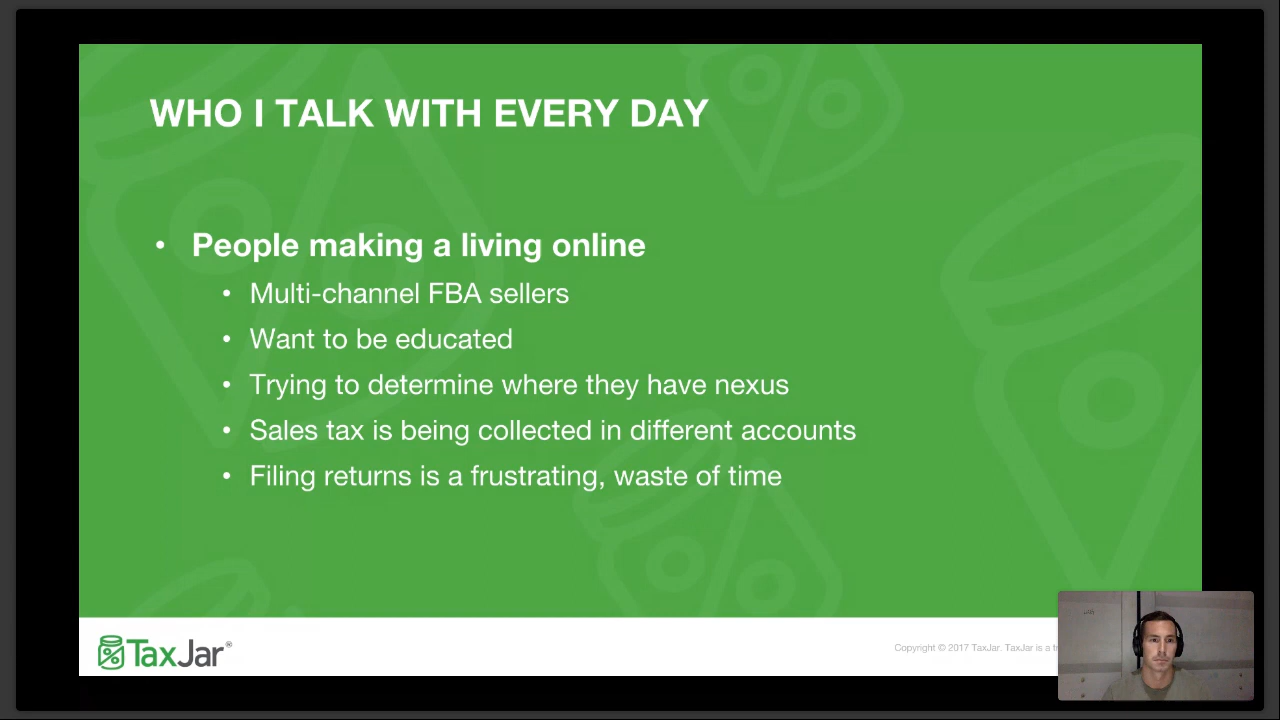 WHO I TALK WITH EVERY DAY
• People making a living online
• Multi-channel FBA sellers
• Want to be educated
• Trying to determine where they have nexus
• Sales tax is being collected in different accounts
• Filing returns is a frustrating, waste of time
TaxJar®
Copyright © 2017 TaxJar. TaxJar is a